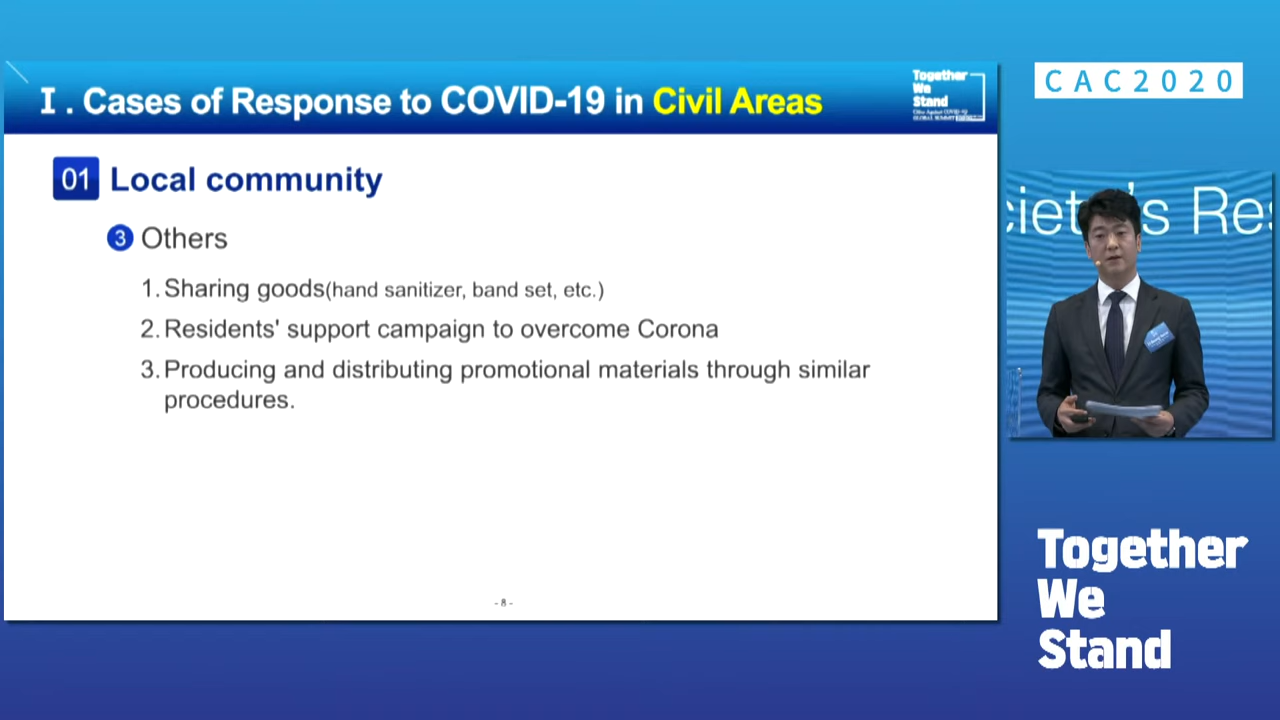 I. Cases of Response to COVID-19 in Civil Areas
Together
We
Stand
CAC2020
01 Local community
3 Others
1. Sharing goods(hand sanitizer, band set, etc.)
2. Residents' support campaign to overcome Corona
3. Producing and distributing promotional materials through similar
procedures.
- 8 -
's Res
Together
We
Stand